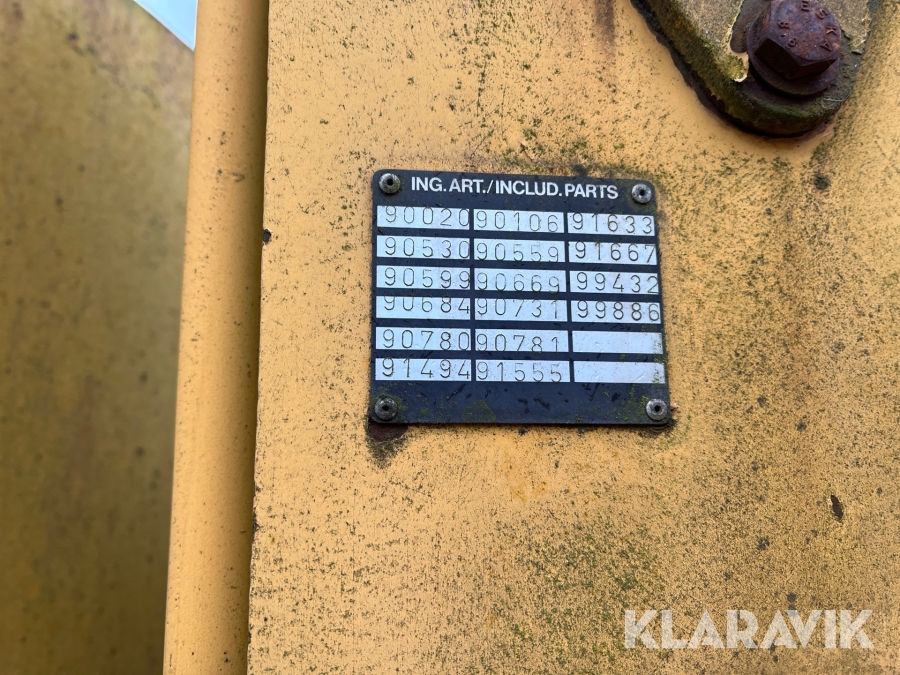 ING. ART./INCLUD. PARTS
90020 90106 91633
90530 90559 91667
90599 90669 99432
90684 90731 99886
90780 90781
91494 91555
KLARAVIK